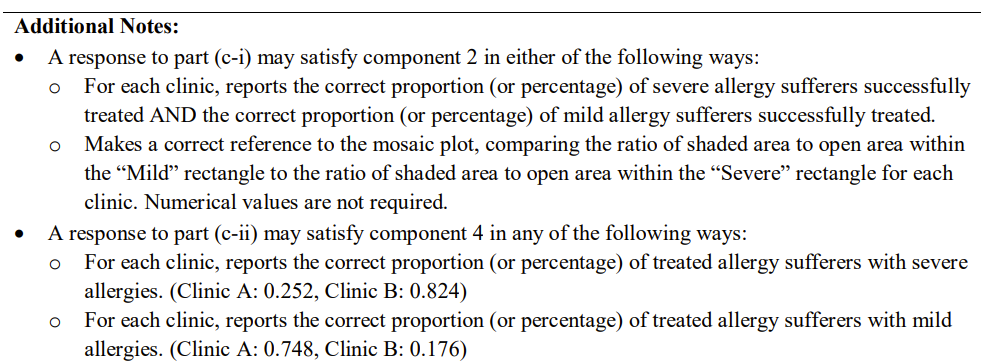 Additional Notes:
• A response to part (c-i) may satisfy component 2 in either of the following ways:
o For each clinic, reports the correct proportion (or percentage) of severe allergy sufferers successfully
treated AND the correct proportion (or percentage) of mild allergy sufferers successfully treated.
o Makes a correct reference to the mosaic plot, comparing the ratio of shaded area to open area within
the “Mild” rectangle to the ratio of shaded area to open area within the “Severe” rectangle for each
clinic. Numerical values are not required.
• A response to part (c-ii) may satisfy component 4 in any of the following ways:
o For each clinic, reports the correct proportion (or percentage) of treated allergy sufferers with severe
allergies. (Clinic A: 0.252, Clinic B: 0.824)
o For each clinic, reports the correct proportion (or percentage) of treated allergy sufferers with mild
allergies. (Clinic A: 0.748, Clinic B: 0.176)